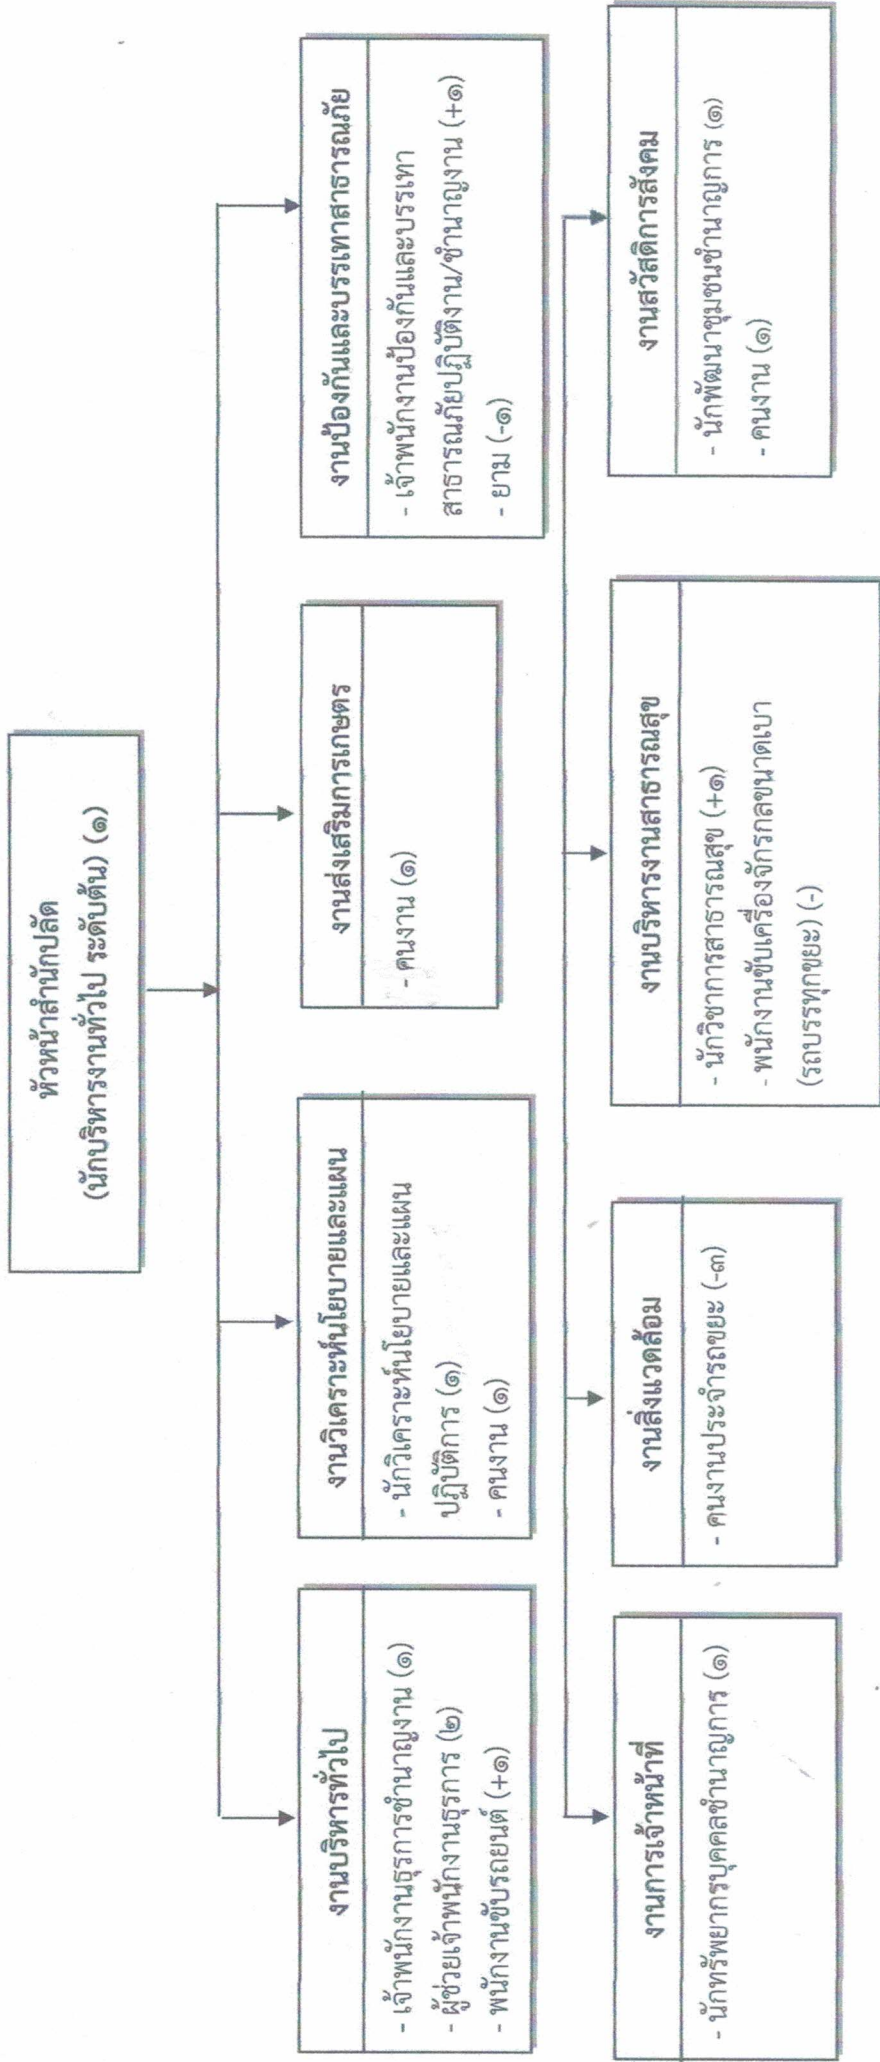 หัวหน้าสำนักปลัด
(นักบริหารงานทั่วไป ระดับต้น) (๑)
งานบริหารทั่วไป
- เจ้าพนักงานธุรการชำนาญงาน (๑)
- ผู้ช่วยเจ้าพนักงานธุรการ (๒)
- พนักงานขับรถยนต์ (+๑)
งานวิเคราะห์นโยบายและแผน
- นักวิเคราะห์นโยบายและแผน
ปฏิบัติการ (๑)
- คนงาน (๑)
งานส่งเสริมการเกษตร
- คนงาน (๑)
งานป้องกันและบรรเทาสาธารณภัย
- เจ้าพนักงานป้องกันและบรรเทา
สาธารณภัยปฏิบัติงาน/ชำนาญงาน (+๑)
- ยาม (-๑)
งานการเจ้าหน้าที่
- นักทรัพยากรบุคคลชำนาญการ (๑)
งานสิ่งแวดล้อม
- คนงานประจำรถขยะ (-๓)
งานบริหารงานสาธารณสุข
- นักวิชาการสาธารณสุข (+๑)
- พนักงานขับเครื่องจักรกลขนาดเบา
(รถบรรทุกขยะ) (-)
งานสวัสดิการสังคม
- นักพัฒนาชุมชนชำนาญการ (๑)
- คนงาน (๑)